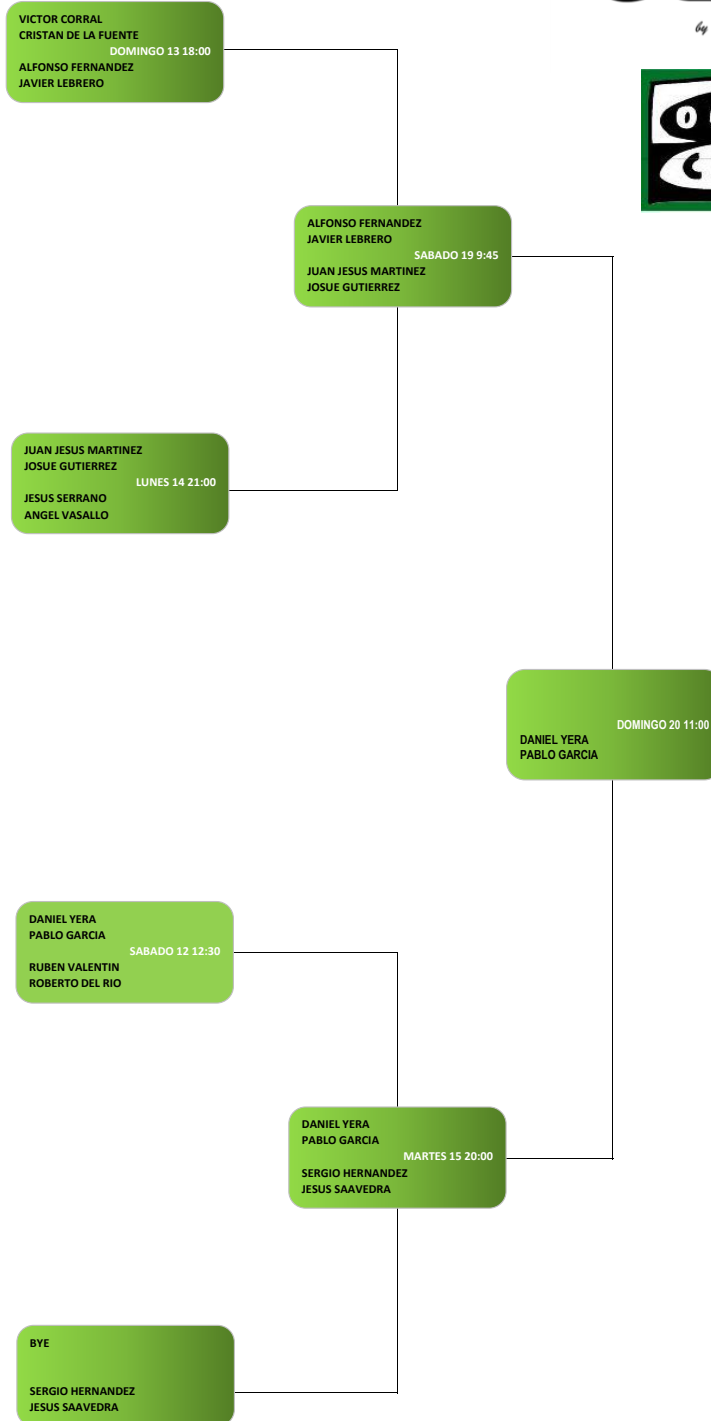 VICTOR CORRAL
CRISTAN DE LA FUENTE
DOMINGO 13 18:00
ALFONSO FERNANDEZ
JAVIER LEBRERO
by
ALFONSO FERNANDEZ
JAVIER LEBRERO
SABADO 19 9:45
JUAN JESUS MARTINEZ
JOSUE GUTIERREZ
JUAN JESUS MARTINEZ
JOSUE GUTIERREZ
LUNES 14 21:00
JESUS SERRANO
ANGEL VASALLO
DOMINGO 20 11:00
DANIEL YERA
PABLO GARCIA
DANIEL YERA
PABLO GARCIA
SABADO 12 12:30
RUBEN VALENTIN
ROBERTO DEL RIO
DANIEL YERA
PABLO GARCIA
MARTES 15 20:00
SERGIO HERNANDEZ
JESUS SAAVEDRA
BYE
SERGIO HERNANDEZ
JESUS SAAVEDRA